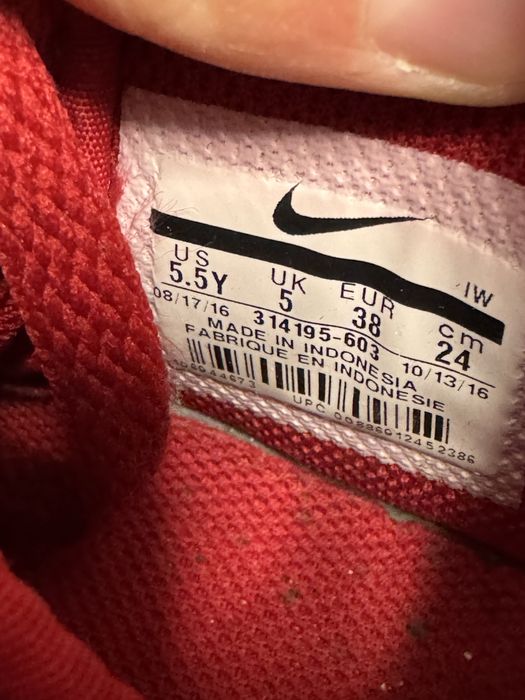 US UK EUR cm IW
5.5Y 5 38 24
08/17/16 314195-603 10/13/16
MADE IN INDONESIA
FABRIQUE EN INDONESIE
UPC 00886912452386